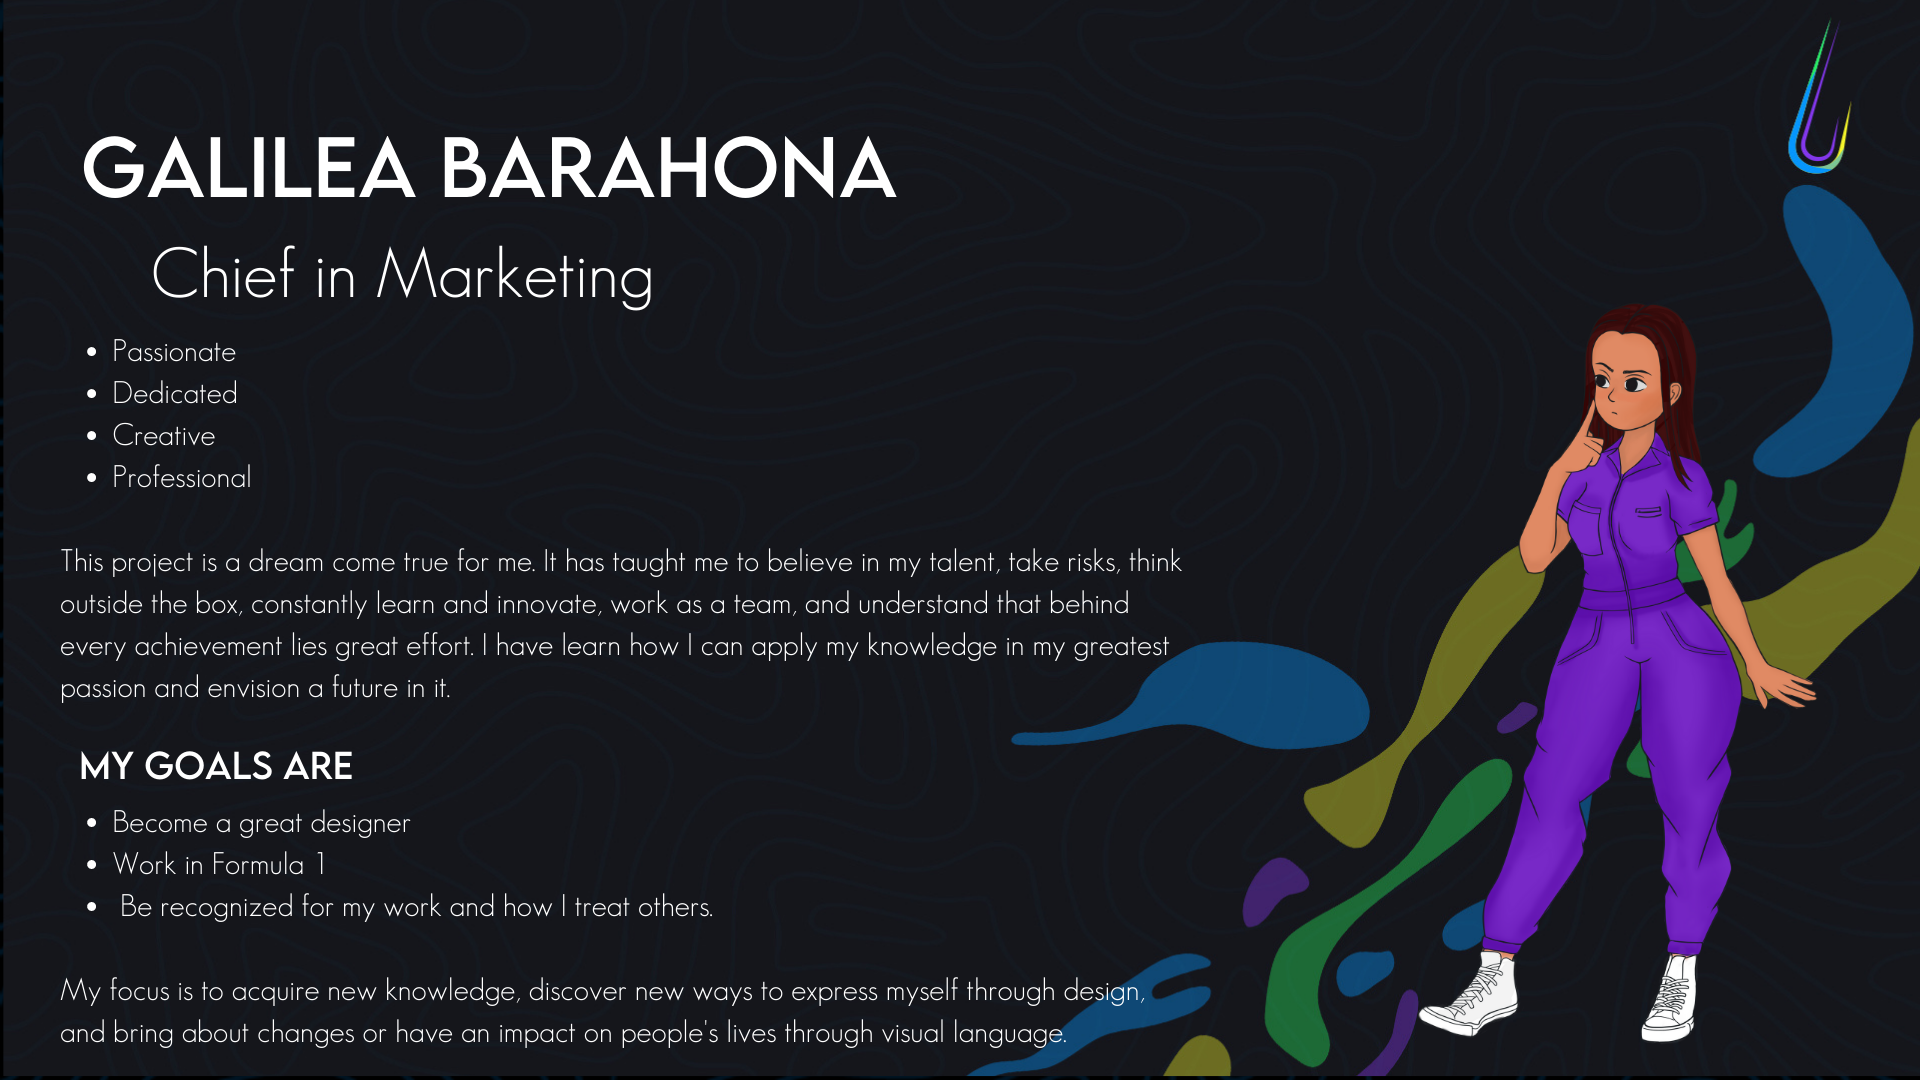 GALILEA BARAHONA
Chief in Marketing
• Passionate
• Dedicated
• Creative
• Professional
This project is a dream come true for me. It has taught me to believe in my talent, take risks, think
outside the box, constantly learn and innovate, work as a team, and understand that behind
every achievement lies great effort. I have learn how I can apply my knowledge in my greatest
passion and envision a future in it.
MY GOALS ARE
• Become a great designer
• Work in Formula 1
• Be recognized for my work and how I treat others.
My focus is to acquire new knowledge, discover new ways to express myself through design,
and bring about changes or have an impact on people's lives through visual language.